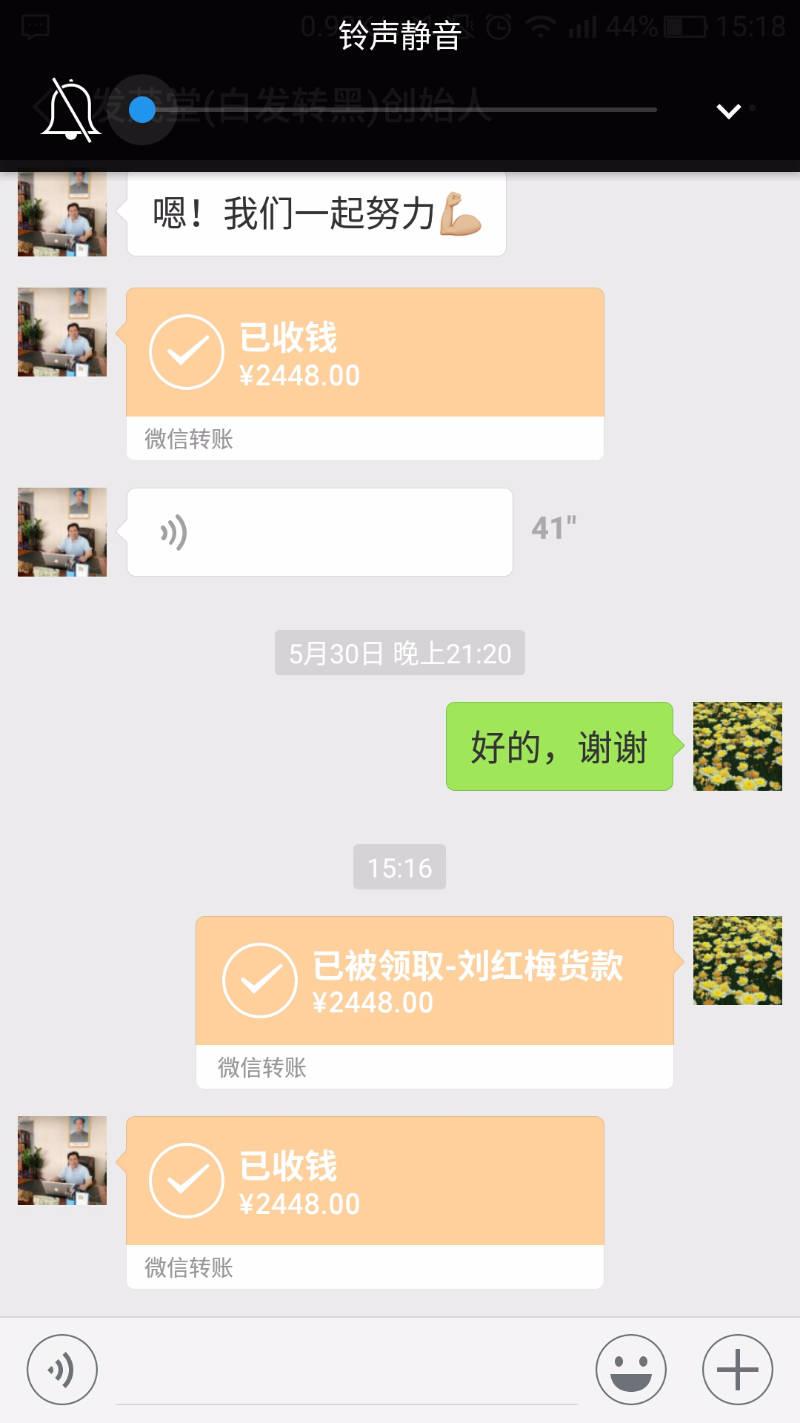 0.9
44%
15:18
铃声静音
发茂堂(白发转黑)创始人
嗯！我们一起努力💪🏼
已收钱
¥2448.00
微信转账
41"
5月30日 晚上21:20
好的，谢谢
15:16
已被领取-刘红梅货款
¥2448.00
微信转账
已收钱
¥2448.00
微信转账